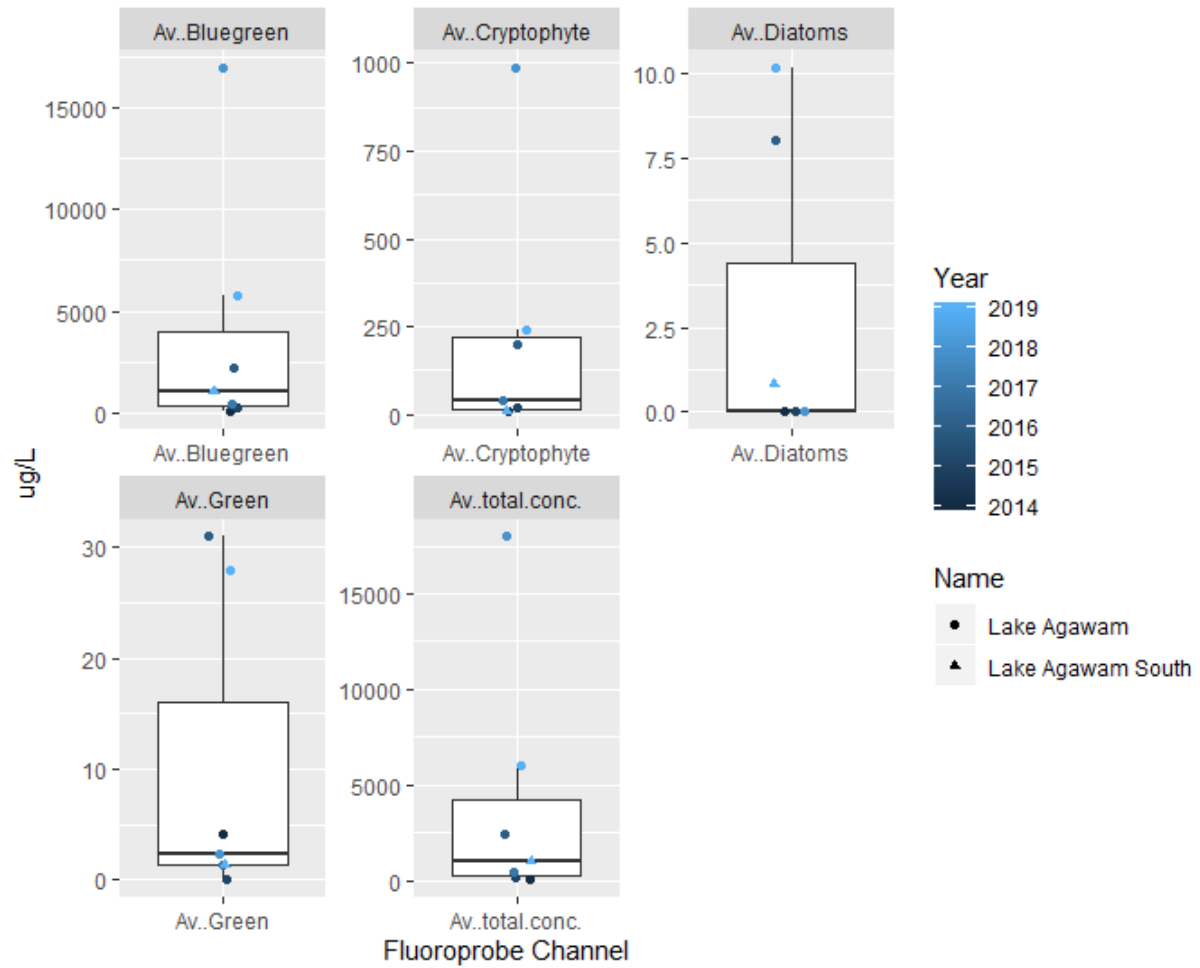 Av..Bluegreen
Av..Cryptophyte
Av..Diatoms
15000
10000
5000
0
1000
750
500
250
0
10.0
7.5
5.0
2.5
0.0
Av..Bluegreen
Av..Cryptophyte
Av..Diatoms
ug/L
Av..Green
Av..total.conc.
30
20
10
0
15000
10000
5000
0
Av..Green
Av..total.conc.
Fluoroprobe Channel
Year
2019
2018
2017
2016
2015
2014
Name
Lake Agawam
Lake Agawam South